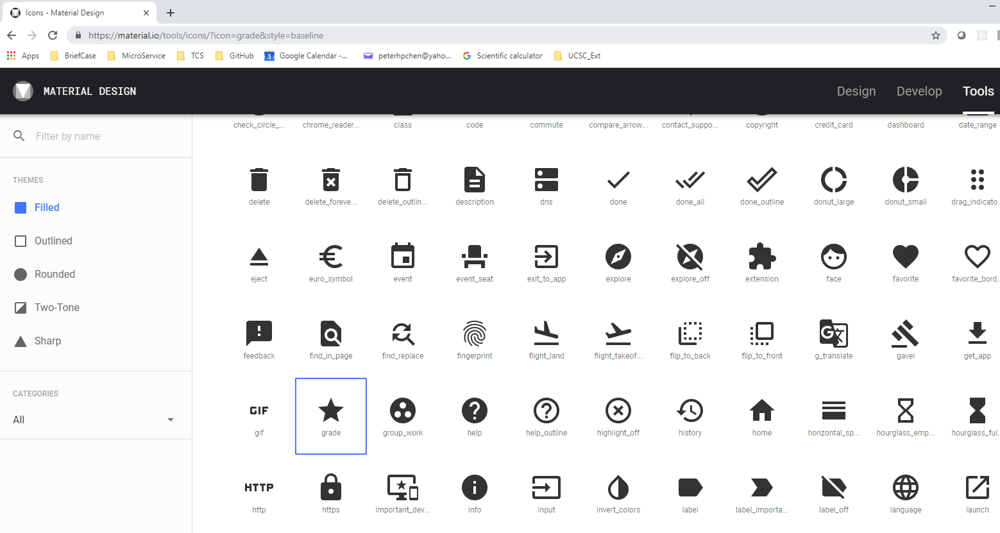 Icons - Material Design
https://material.io/tools/icons/?icon=grade&style=baseline
Apps BriefCase MicroService TCS GitHub 3 Google Calendar -... peterhpchen@yaho... G Scientific calculator UCSC_Ext
MATERIAL DESIGN Design Develop Tools
Filter by name
THEMES
Filled
Outlined
Rounded
Two-Tone
Sharp
CATEGORIES
All
check_circle_... chrome_reader... class code commute compare_arrow... contact_suppo... copyright credit_card dashboard date_range
delete delete_foreve... delete_outlin... description dns done done_all done_outline donut_large donut_small drag_indicato.
eject euro_symbol event event_seat exit_to_app explore explore_off extension face favorite favorite_bord..
G
feedback find_in_page find_replace fingerprint flight_land flight_takeof... flip_to_back flip_to_front g_translate gavel get_app
GIF
gif grade group_work help help_outline highlight_off history home horizontal_sp... hourglass_emp... hourglass_ful.
HTTP
http https important_dev... info input invert_colors label label_importa... label_off language launch